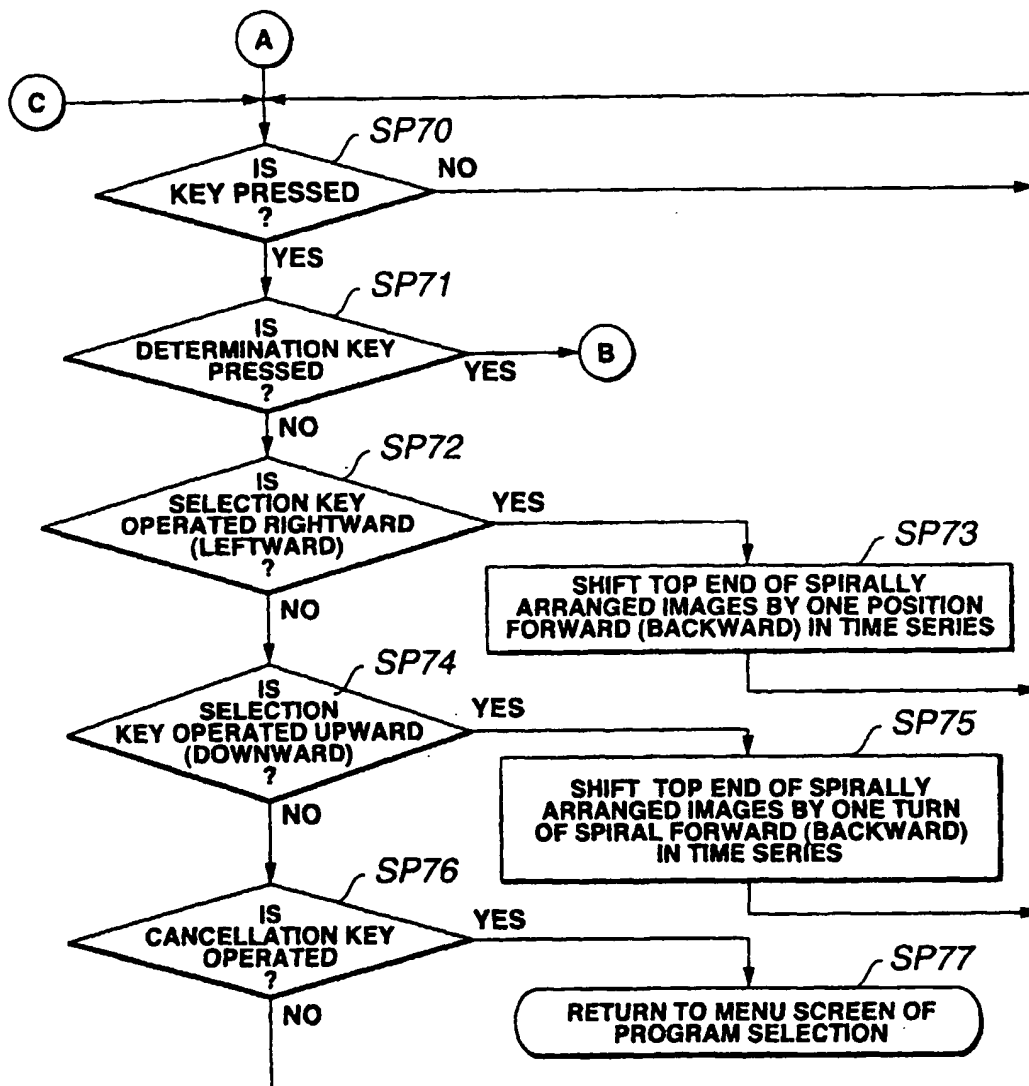 A
C
SP70
IS
KEY PRESSED
?
NO
YES
SP71
IS
DETERMINATION KEY
PRESSED
?
YES
B
NO
SP72
IS
SELECTION KEY
OPERATED RIGHTWARD
(LEFTWARD)
?
YES
SP73
SHIFT TOP END OF SPIRALLY
ARRANGED IMAGES BY ONE POSITION
FORWARD (BACKWARD) IN TIME SERIES
NO
SP74
IS
SELECTION
KEY OPERATED UPWARD
(DOWNWARD)
?
YES
SP75
SHIFT TOP END OF SPIRALLY
ARRANGED IMAGES BY ONE TURN
OF SPIRAL FORWARD (BACKWARD)
IN TIME SERIES
NO
SP76
IS
CANCELLATION KEY
OPERATED
?
YES
SP77
RETURN TO MENU SCREEN OF
PROGRAM SELECTION
NO